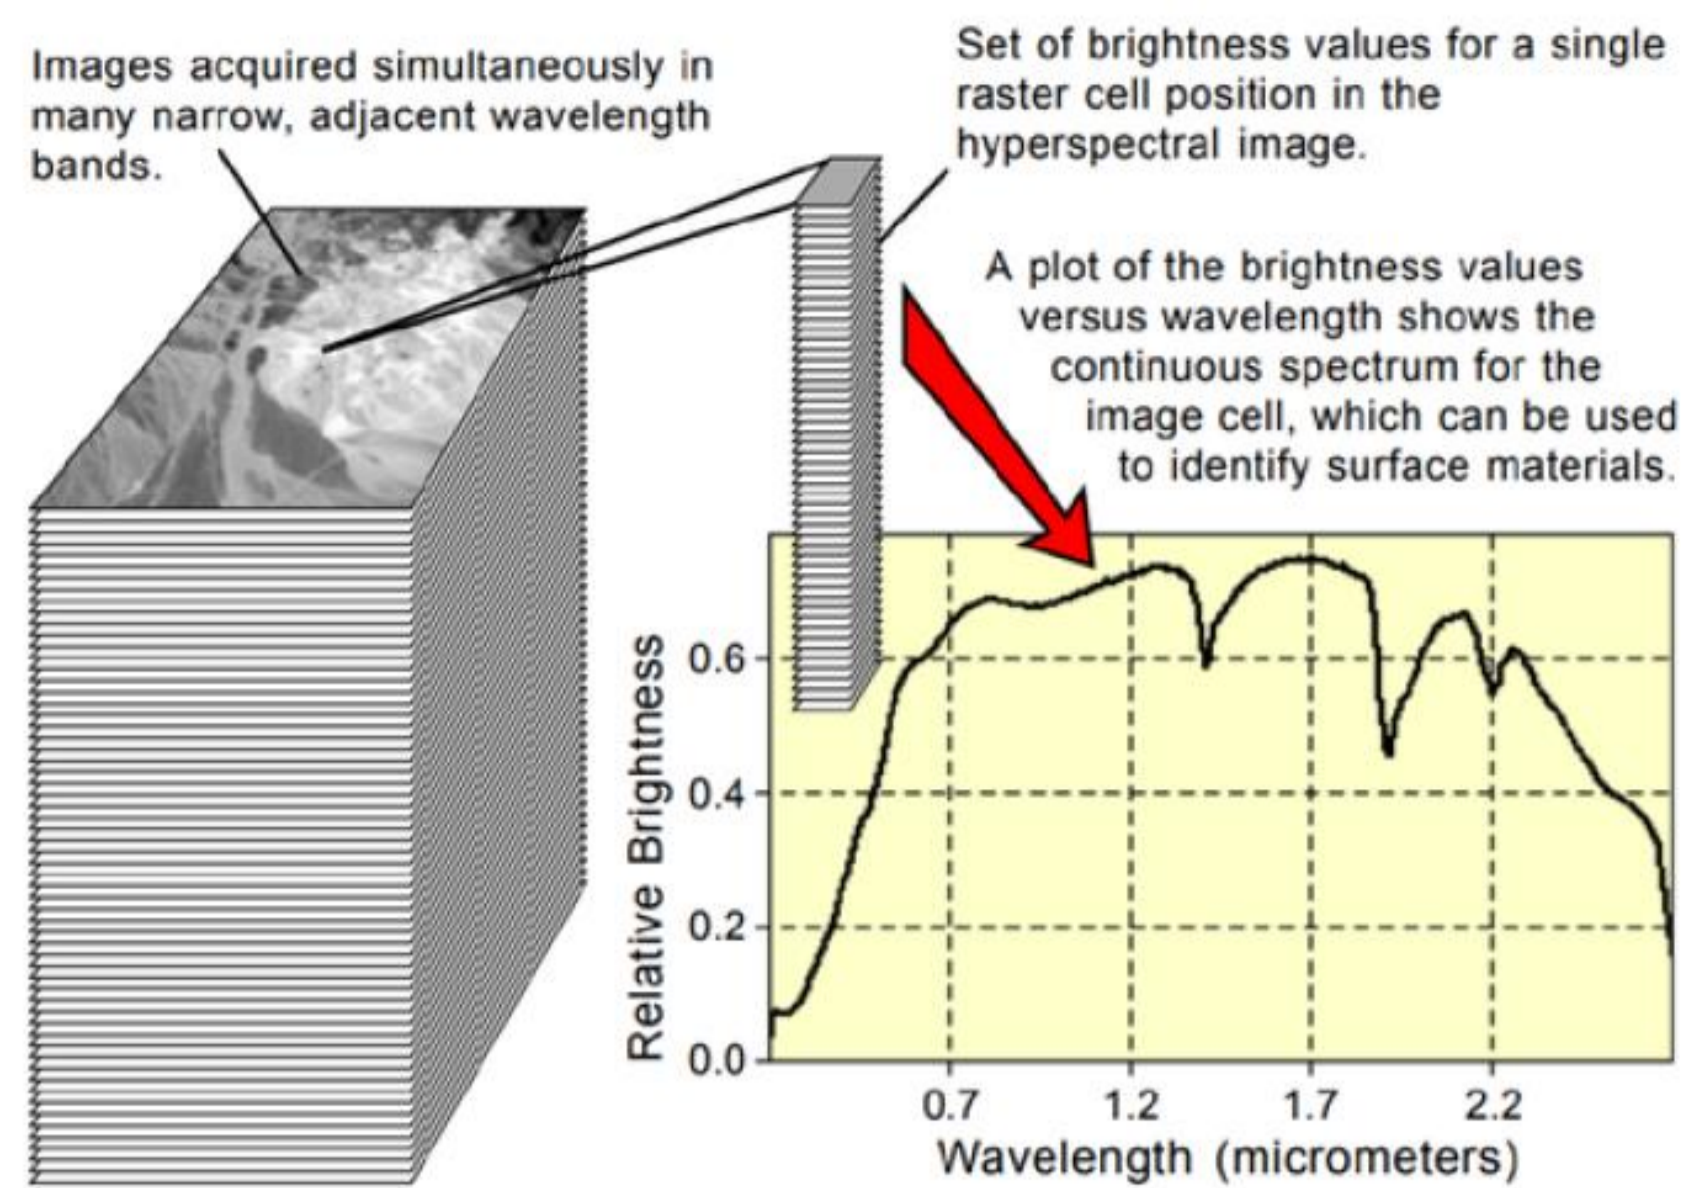 Images acquired simultaneously in
many narrow, adjacent wavelength
bands.
Set of brightness values for a single
raster cell position in the
hyperspectral image.
A plot of the brightness values
versus wavelength shows the
continuous spectrum for the
image cell, which can be used
to identify surface materials.
Relative Brightness
0.6
0.4
0.2
0.0
0.7 1.2 1.7 2.2
Wavelength (micrometers)